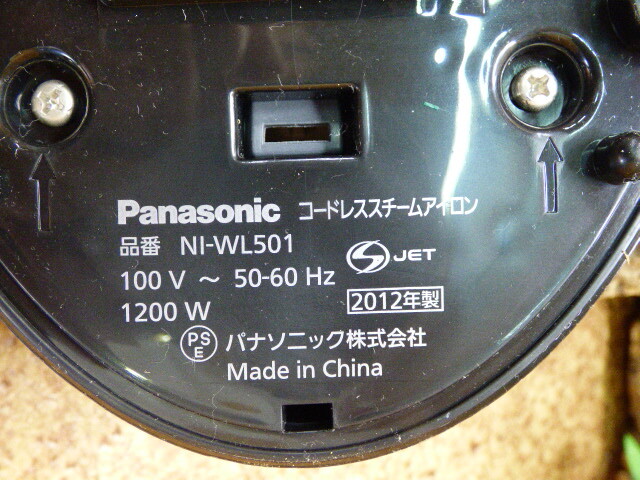 Panasonic コードレススチームアイロン
品番 NI-WL501
100 V ～ 50-60 Hz
S JET
1200 W
2012年製
PS E パナソニック株式会社
Made in China